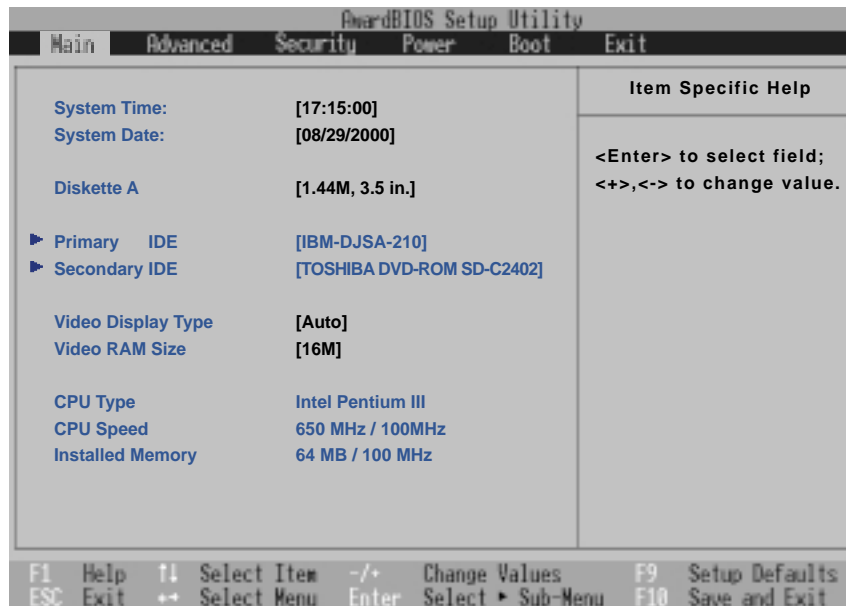 AwardBIOS Setup Utility
Main Advanced Security Power Boot Exit
System Time: [17:15:00]
System Date: [08/29/2000]
Diskette A [1.44M, 3.5 in.]
Primary IDE [IBM-DJSA-210]
Secondary IDE [TOSHIBA DVD-ROM SD-C2402]
Video Display Type [Auto]
Video RAM Size [16M]
CPU Type Intel Pentium III
CPU Speed 650 MHz / 100MHz
Installed Memory 64 MB / 100 MHz
Item Specific Help
<Enter> to select field;
<+>,<-> to change value.
F1 Help ↑↓ Select Item -/+ Change Values F9 Setup Defaults
ESC Exit ←→ Select Menu Enter Select ► Sub-Menu F10 Save and Exit